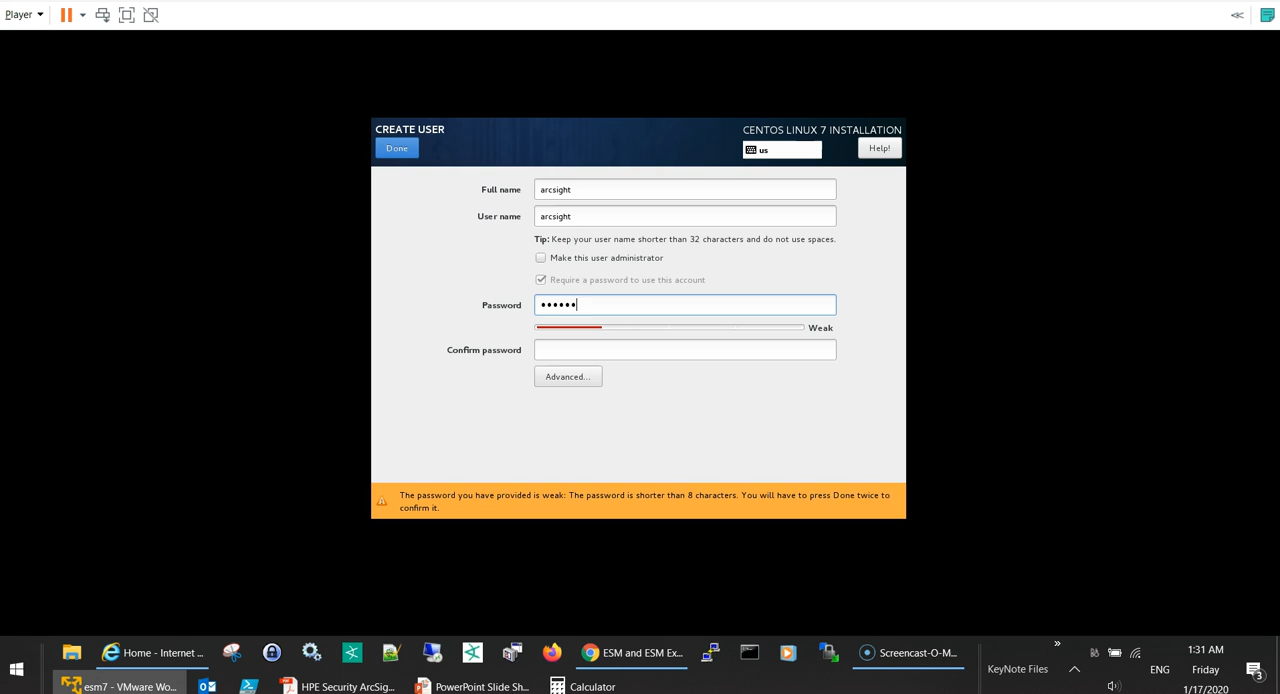 Player
CREATE USER
CENTOS LINUX 7 INSTALLATION
Done
us
Help!
Full name
arcsight
User name
arcsight
Tip: Keep your user name shorter than 32 characters and do not use spaces.
Make this user administrator
Require a password to use this account
Password
••••••
Weak
Confirm password
Advanced...
The password you have provided is weak: The password is shorter than 8 characters. You will have to press Done twice to
confirm it.
Home - Internet ...
ESM and ESM Ex...
Screencast-O-M...
KeyNote Files
ENG
1:31 AM
Friday
1/17/2020
3
esm7 - VMware Wo...
HPE Security ArcSig...
PowerPoint Slide Sh...
Calculator